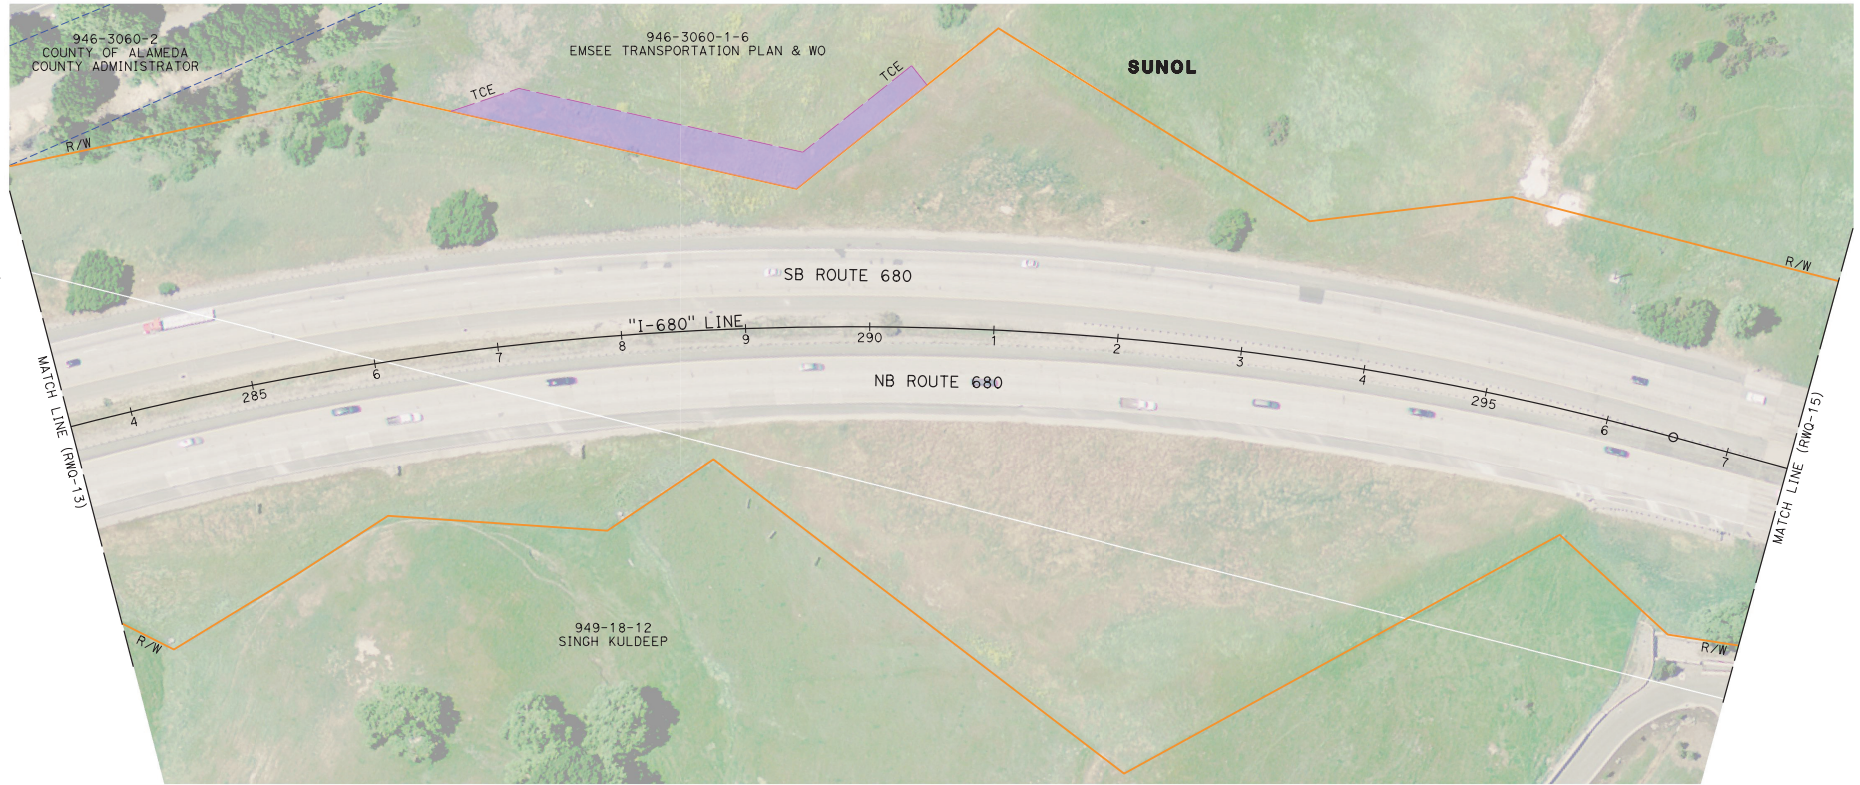 946-3060-2
COUNTY OF ALAMEDA
COUNTY ADMINISTRATOR
946-3060-1-6
EMSEE TRANSPORTATION PLAN & WO
SUNOL
TCE
TCE
R/W
R/W
SB ROUTE 680
"I-680" LINE
4
285
6
7
8
9
290
1
2
3
4
295
6
7
NB ROUTE 680
MATCH LINE (RWQ-13)
MATCH LINE (RWQ-15)
949-18-12
SINGH KULDEEP
R/W
R/W